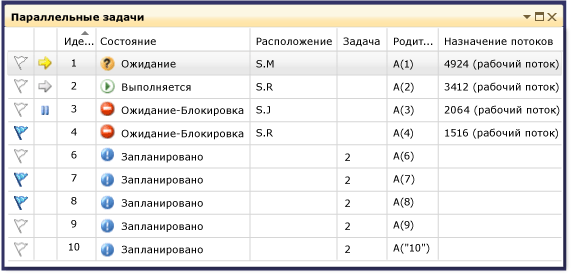 Параллельные задачи
Иде... Состояние Расположение Задача Родит... Назначение потоков
1 Ожидание S.M A(1) 4924 (рабочий поток)
2 Выполняется S.R A(2) 3412 (рабочий поток)
3 Ожидание-Блокировка S.J A(3) 2064 (рабочий поток)
4 Ожидание-Блокировка S.R A(4) 1516 (рабочий поток)
6 Запланировано 2 A(6)
7 Запланировано 2 A(7)
8 Запланировано 2 A(8)
9 Запланировано 2 A(9)
10 Запланировано 2 A("10")